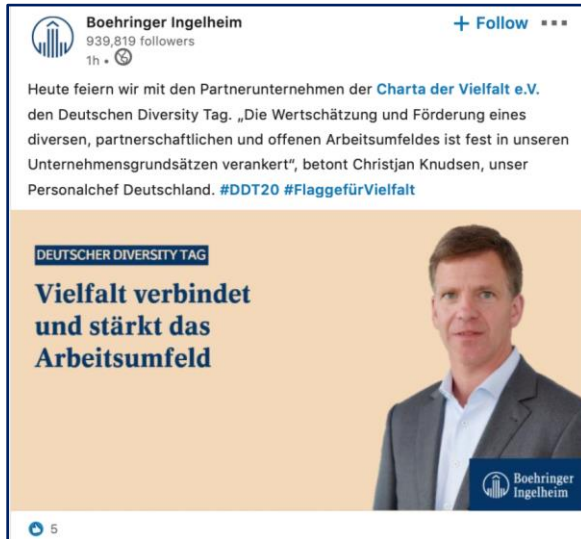 Boehringer Ingelheim
+ Follow
939,819 followers
1h •
Heute feiern wir mit den Partnerunternehmen der Charta der Vielfalt e.V.
den Deutschen Diversity Tag. „Die Wertschätzung und Förderung eines
diversen, partnerschaftlichen und offenen Arbeitsumfeldes ist fest in unseren
Unternehmensgrundsätzen verankert“, betont Christjan Knudsen, unser
Personalchef Deutschland. #DDT20 #FlaggefürVielfalt
DEUTSCHER DIVERSITY TAG
Vielfalt verbindet
und stärkt das
Arbeitsumfeld
Boehringer
Ingelheim
5